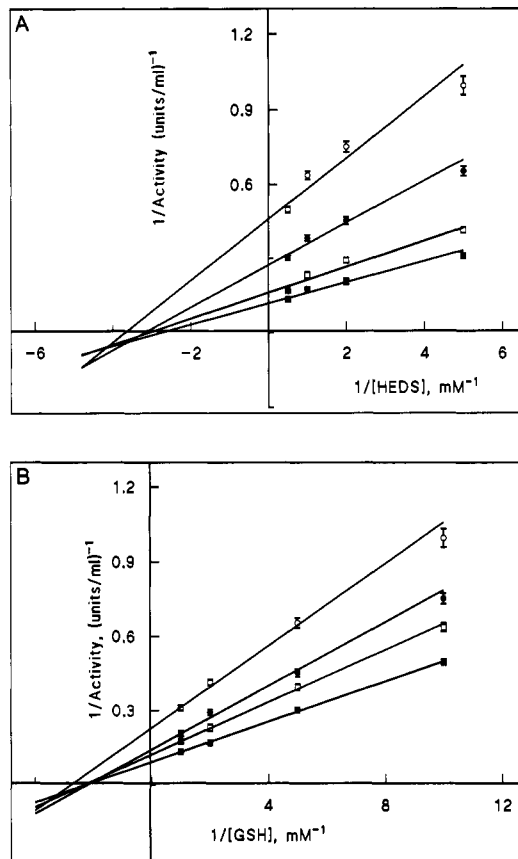 A
1/Activity (units/ml)⁻¹
1.2
0.9
0.6
−6
−4
−2
2
4
6
1/[HEDS], mM⁻¹
B
1/Activity, (units/ml)⁻¹
1.2
0.9
0.6
0.3
4
8
12
1/[GSH], mM⁻¹